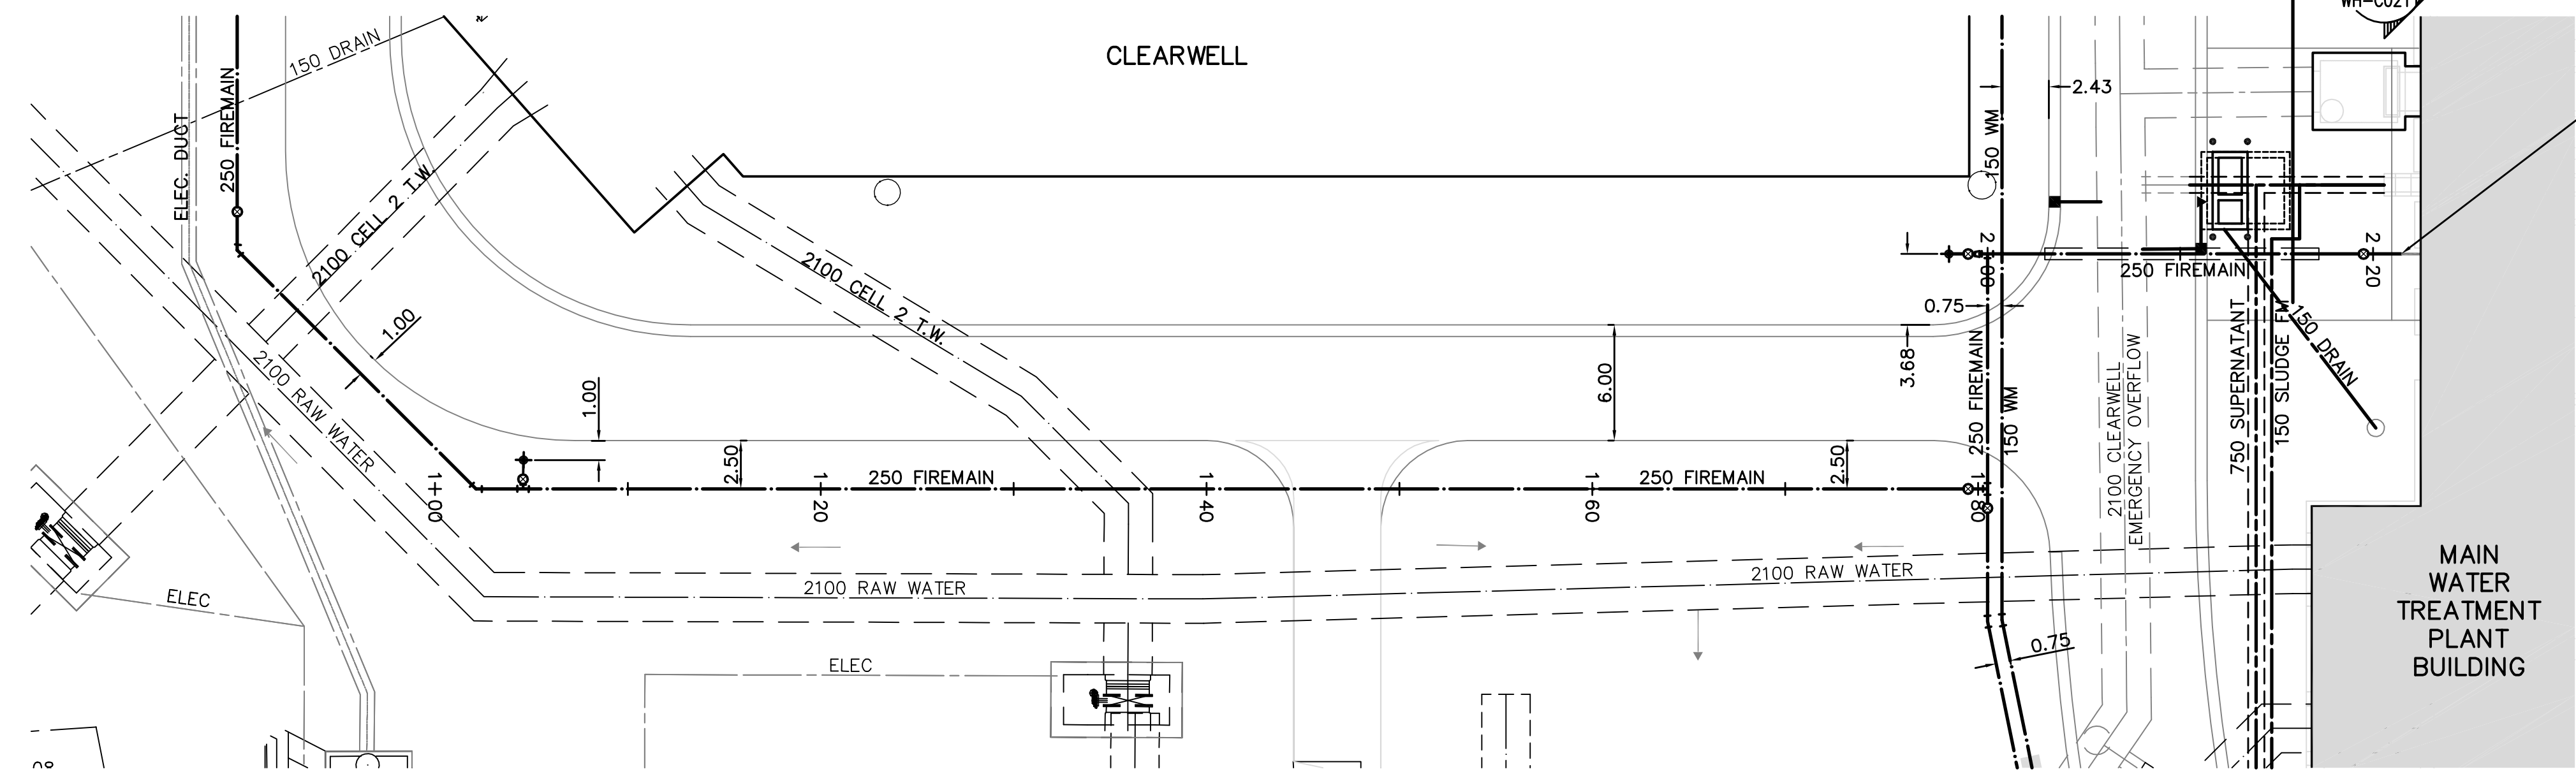 WH-C021
CLEARWELL
150 DRAIN
250 FIREMAIN
ELEC. DUCT
2100 CELL 2 T.W.
2.43
150 WM
2100 CELL 2 T.W.
2
00
250 FIREMAIN
2
20
0.75
1.00
2100 RAW WATER
1.00
6.00
3.68
250 FIREMAIN
150 WM
2100 CLEARWELL
EMERGENCY OVERFLOW
750 SUPERNATANT
150 SLUDGE FM
150 DRAIN
2.50
250 FIREMAIN
250 FIREMAIN
2.50
1+00
1
20
1
40
1
60
1
80
2100 RAW WATER
2100 RAW WATER
ELEC
ELEC
0.75
MAIN
WATER
TREATMENT
PLANT
BUILDING